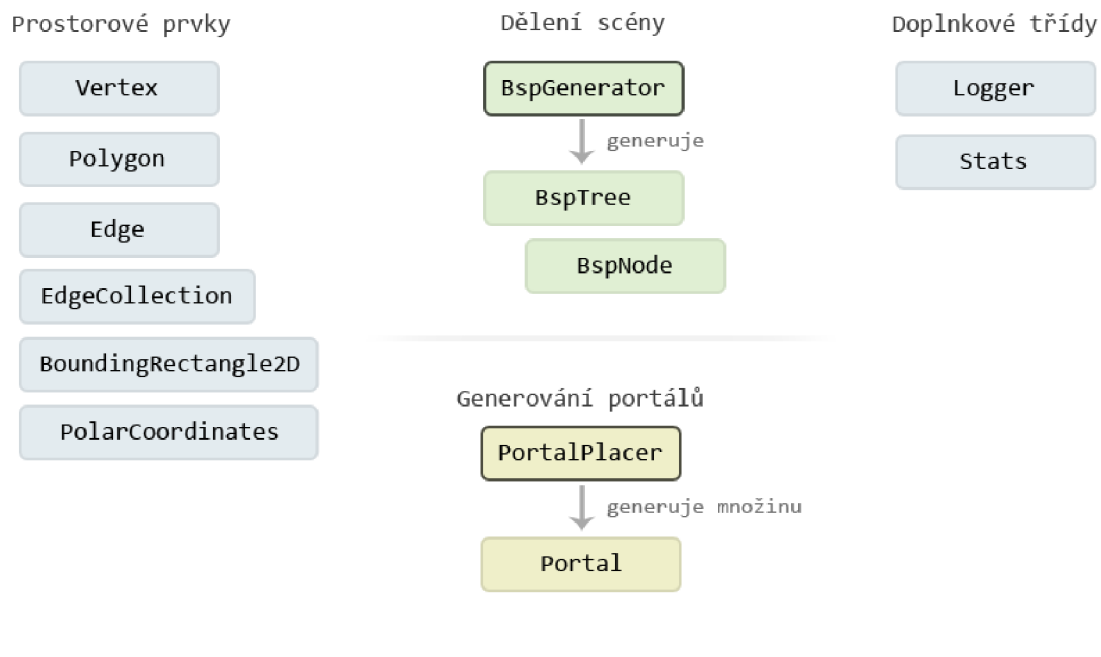 Prostorové prvky
Vertex
Polygon
Edge
EdgeCollection
BoundingRectangle2D
PolarCoordinates
Dělení scény
BspGenerator
generuje
BspTree
BspNode
Generování portálů
PortalPlacer
generuje množinu
Portal
Doplnkové třídy
Logger
Stats